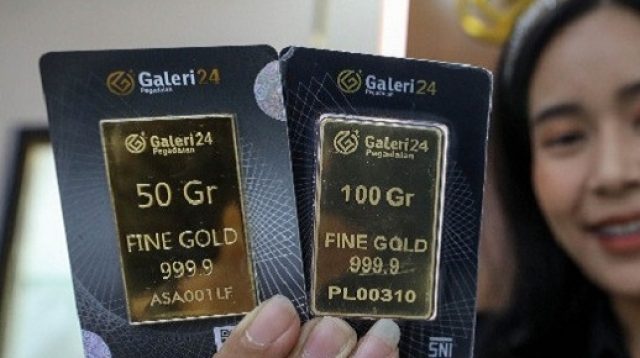 Galeri24
Pegadaian
Galeri24
Pegadaian
50 Gr
FINE GOLD
999.9
ASA001LF
Galeri24
Pegadaian
Galeri24
Pegadaian
100 Gr
FINE GOLD
999.9
PL00310
SNI